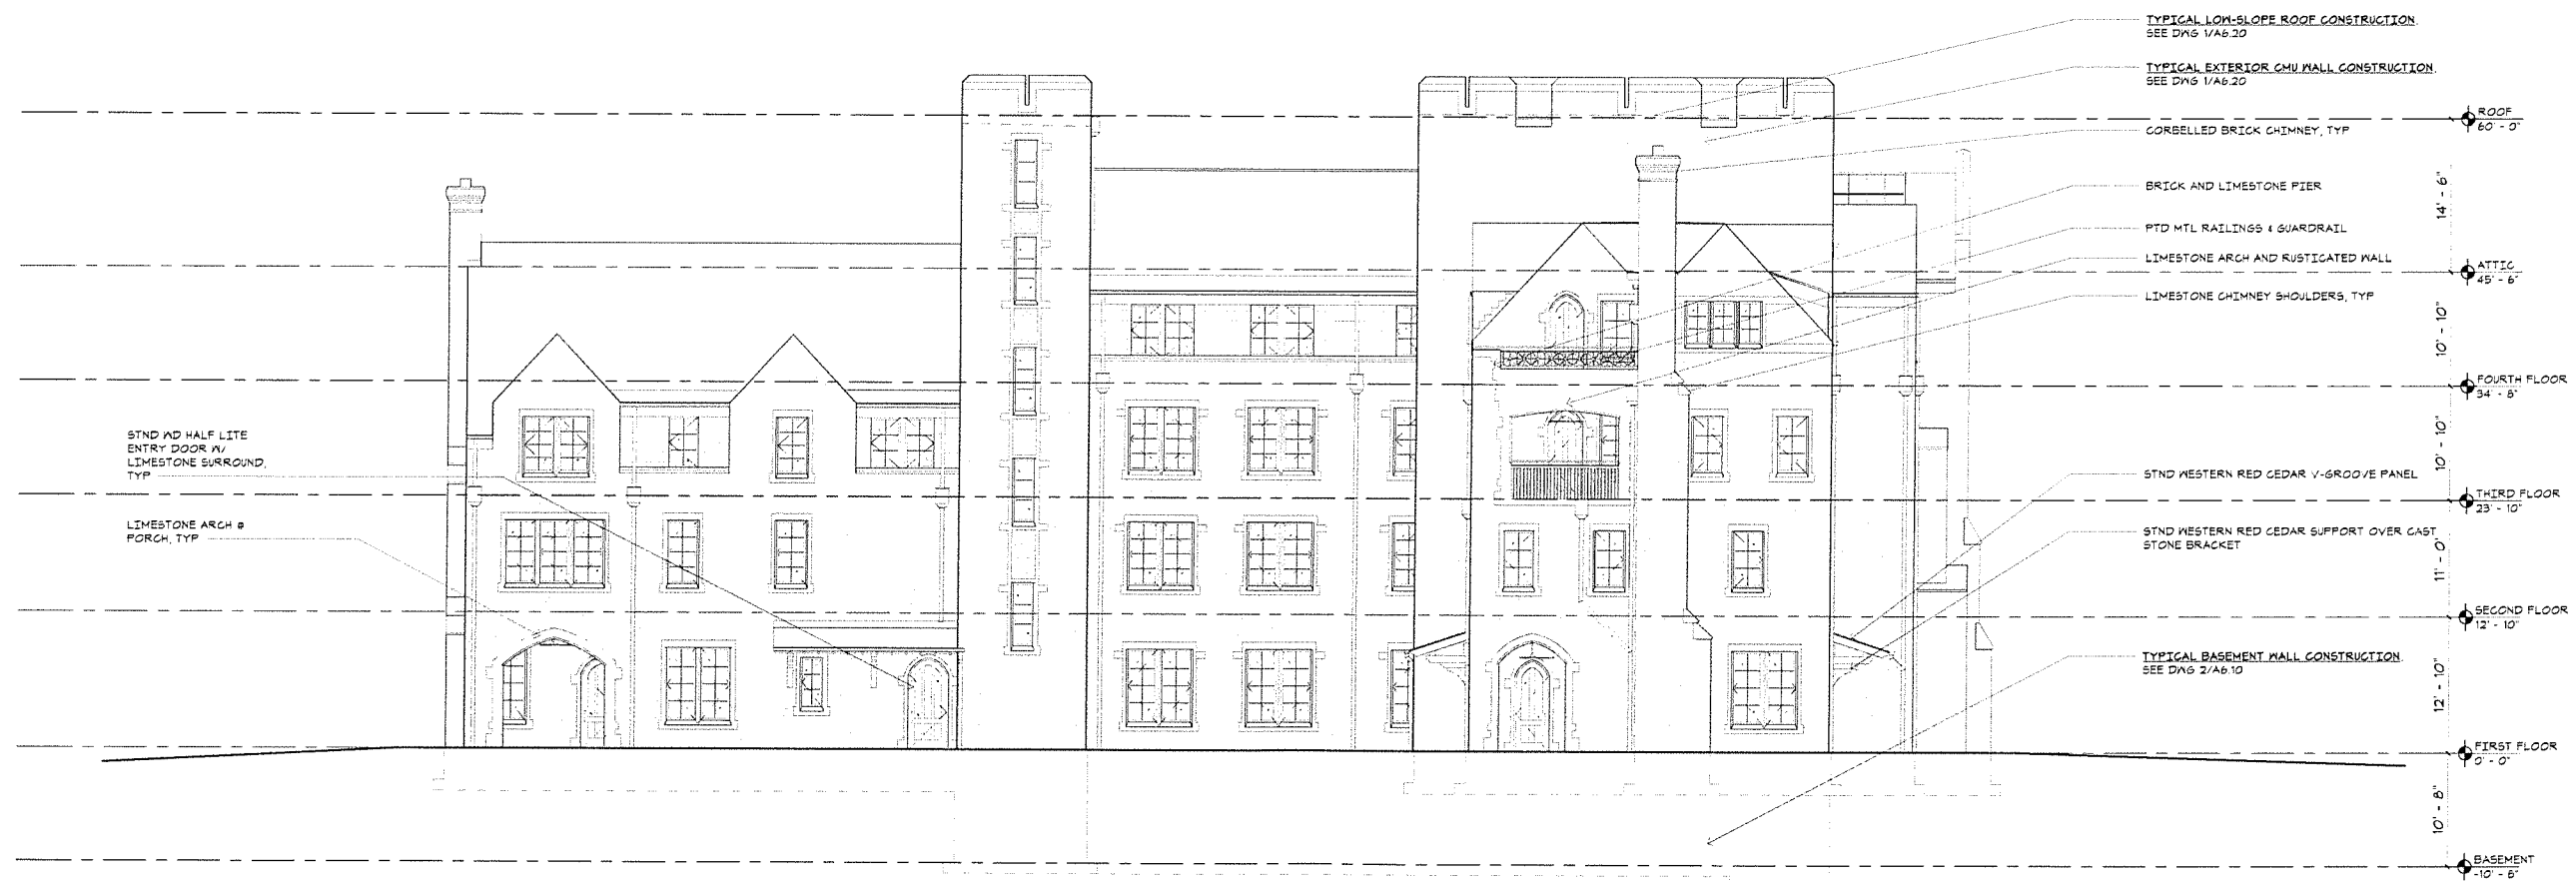 TYPICAL LOW-SLOPE ROOF CONSTRUCTION,
SEE DWG 1/A6.20
TYPICAL EXTERIOR CMU WALL CONSTRUCTION,
SEE DWG 1/A6.20
ROOF
60' - 0"
CORBELLED BRICK CHIMNEY, TYP
BRICK AND LIMESTONE PIER
14' - 6"
PTD MTL RAILINGS & GUARDRAIL
LIMESTONE ARCH AND RUSTICATED WALL
ATTIC
45' - 6"
LIMESTONE CHIMNEY SHOULDERS, TYP
10' - 10"
FOURTH FLOOR
34' - 8"
STND WD HALF LITE
ENTRY DOOR W/
LIMESTONE SURROUND,
TYP
10' - 10"
STND WESTERN RED CEDAR V-GROOVE PANEL
THIRD FLOOR
23' - 10"
LIMESTONE ARCH @
PORCH, TYP
STND WESTERN RED CEDAR SUPPORT OVER CAST
STONE BRACKET
11' - 0"
SECOND FLOOR
12' - 10"
TYPICAL BASEMENT WALL CONSTRUCTION,
SEE DWG 2/A6.10
12' - 10"
FIRST FLOOR
0' - 0"
10' - 8"
BASEMENT
-10' - 8"